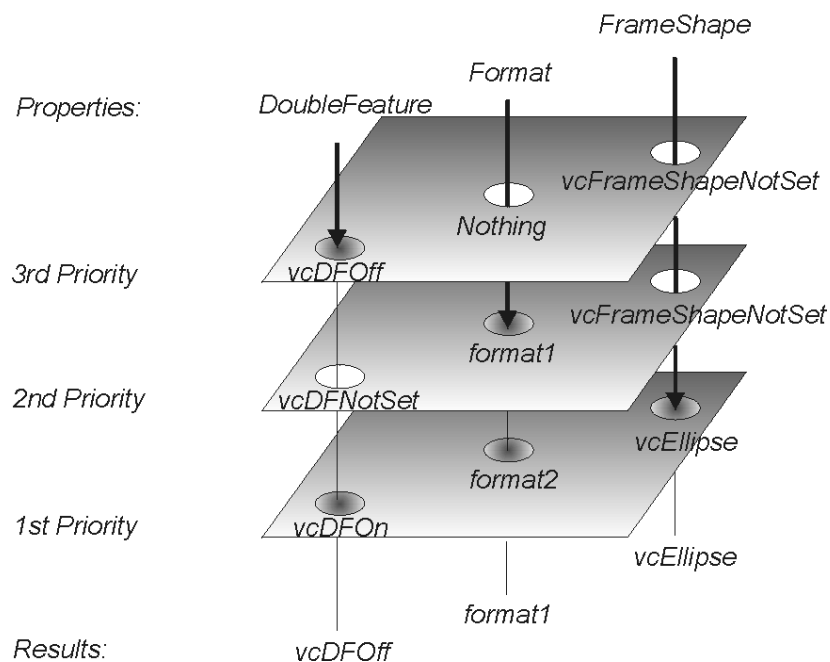 FrameShape
Format
Properties:
DoubleFeature
vcFrameShapeNotSet
Nothing
3rd Priority
vcDFOff
vcFrameShapeNotSet
format1
2nd Priority
vcDFNotSet
vcEllipse
format2
1st Priority
vcDFOn
vcEllipse
format1
Results:
vcDFOff